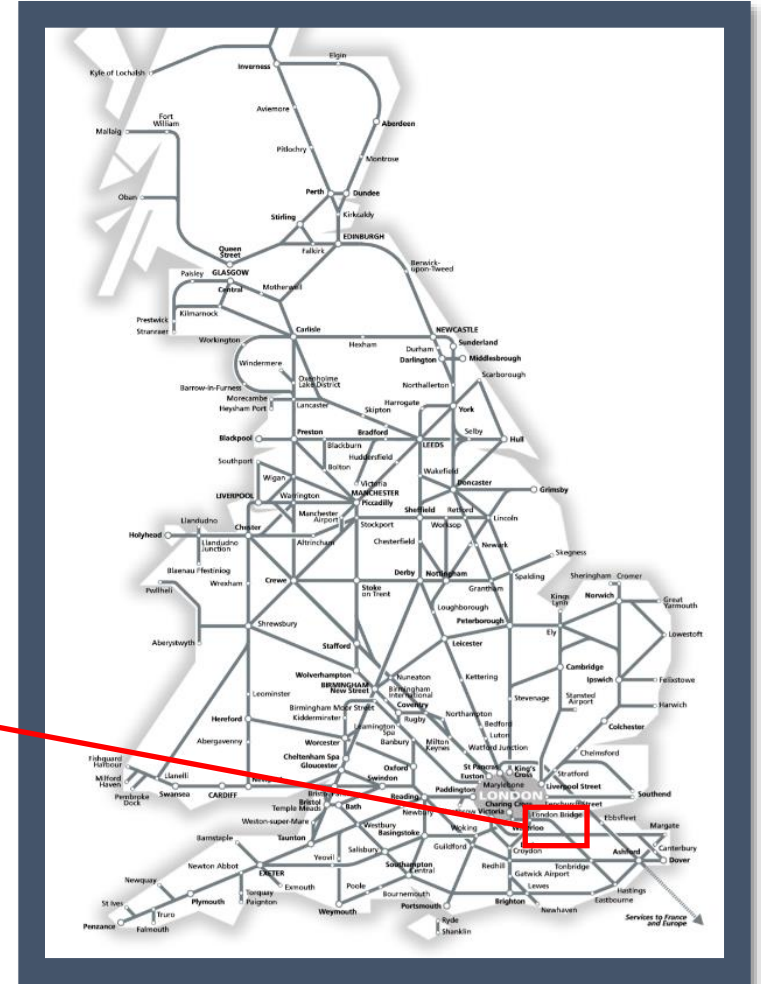 Elgin
Inverness
Kyle of Lochalsh
Aviemore
Fort
William
Mallaig
Aberdeen
Pitlochry
Montrose
Perth
Dundee
Oban
Stirling
Kirkcaldy
EDINBURGH
Queen
Street
Falkirk
Berwick-
upon-Tweed
Paisley
GLASGOW
Central
Motherwell
Prestwick
Kilmarnock
Stranraer
Carlisle
NEWCASTLE
Workington
Hexham
Durham
Sunderland
Darlington
Middlesbrough
Windermere
Scarborough
Oxenholme
Lake District
Barrow-in-Furness
Northallerton
Morecambe
Lancaster
Harrogate
Heysham Port
Skipton
York
Blackpool
Preston
Bradford
Selby
Hull
Blackburn
LEEDS
Southport
Huddersfield
Bolton
Wakefield
Wigan
Victoria
Doncaster
MANCHESTER
Grimsby
LIVERPOOL
Warrington
Piccadilly
Sheffield
Retford
Llandudno
Manchester
Airport
Lincoln
Chester
Stockport
Worksop
Holyhead
Llandudno
Junction
Altrincham
Chesterfield
Newark
Skegness
Blaenau Ffestiniog
Derby
Nottingham
Spalding
Sheringham
Cromer
Wrexham
Crewe
Stoke
on Trent
Grantham
Pwllheli
Kings
Lynn
Norwich
Great
Yarmouth
Loughborough
Shrewsbury
Peterborough
Ely
Lowestoft
Aberystwyth
Stafford
Leicester
Wolverhampton
Cambridge
BIRMINGHAM
New Street
Nuneaton
Kettering
Birmingham
International
Ipswich
Felixstowe
Leominster
Stevenage
Stansted
Airport
Birmingham Moor Street
Coventry
Harwich
Hereford
Kidderminster
Rugby
Northampton
Leamington
Spa
Bedford
Colchester
Abergavenny
Worcester
Banbury
Milton
Keynes
Luton
Watford Junction
Chelmsford
Cheltenham Spa
Fishguard
Harbour
Gloucester
Oxford
St Pancras
King's
Cross
Stratford
Llanelli
Swindon
Euston
Marylebone
Liverpool Street
Milford
Haven
Paddington
LONDON
Southend
Pembroke
Dock
Swansea
CARDIFF
Reading
Charing Cross
Bristol
Temple Meads
Bath
Newbury
Victoria
London Bridge
Ebbsfleet
Weston-super-Mare
Westbury
Woking
Waterloo
Margate
Barnstaple
Taunton
Basingstoke
Croydon
Canterbury
Salisbury
Guildford
Ashford
Dover
Yeovil
Redhill
Tonbridge
Newton Abbot
Southampton
Central
Gatwick Airport
EXETER
Newquay
Exmouth
Poole
Lewes
Hastings
Torquay
Bournemouth
Eastbourne
St Ives
Plymouth
Paignton
Portsmouth
Brighton
Newhaven
Truro
Weymouth
Ryde
Services to France
and Europe
Penzance
Falmouth
Shanklin